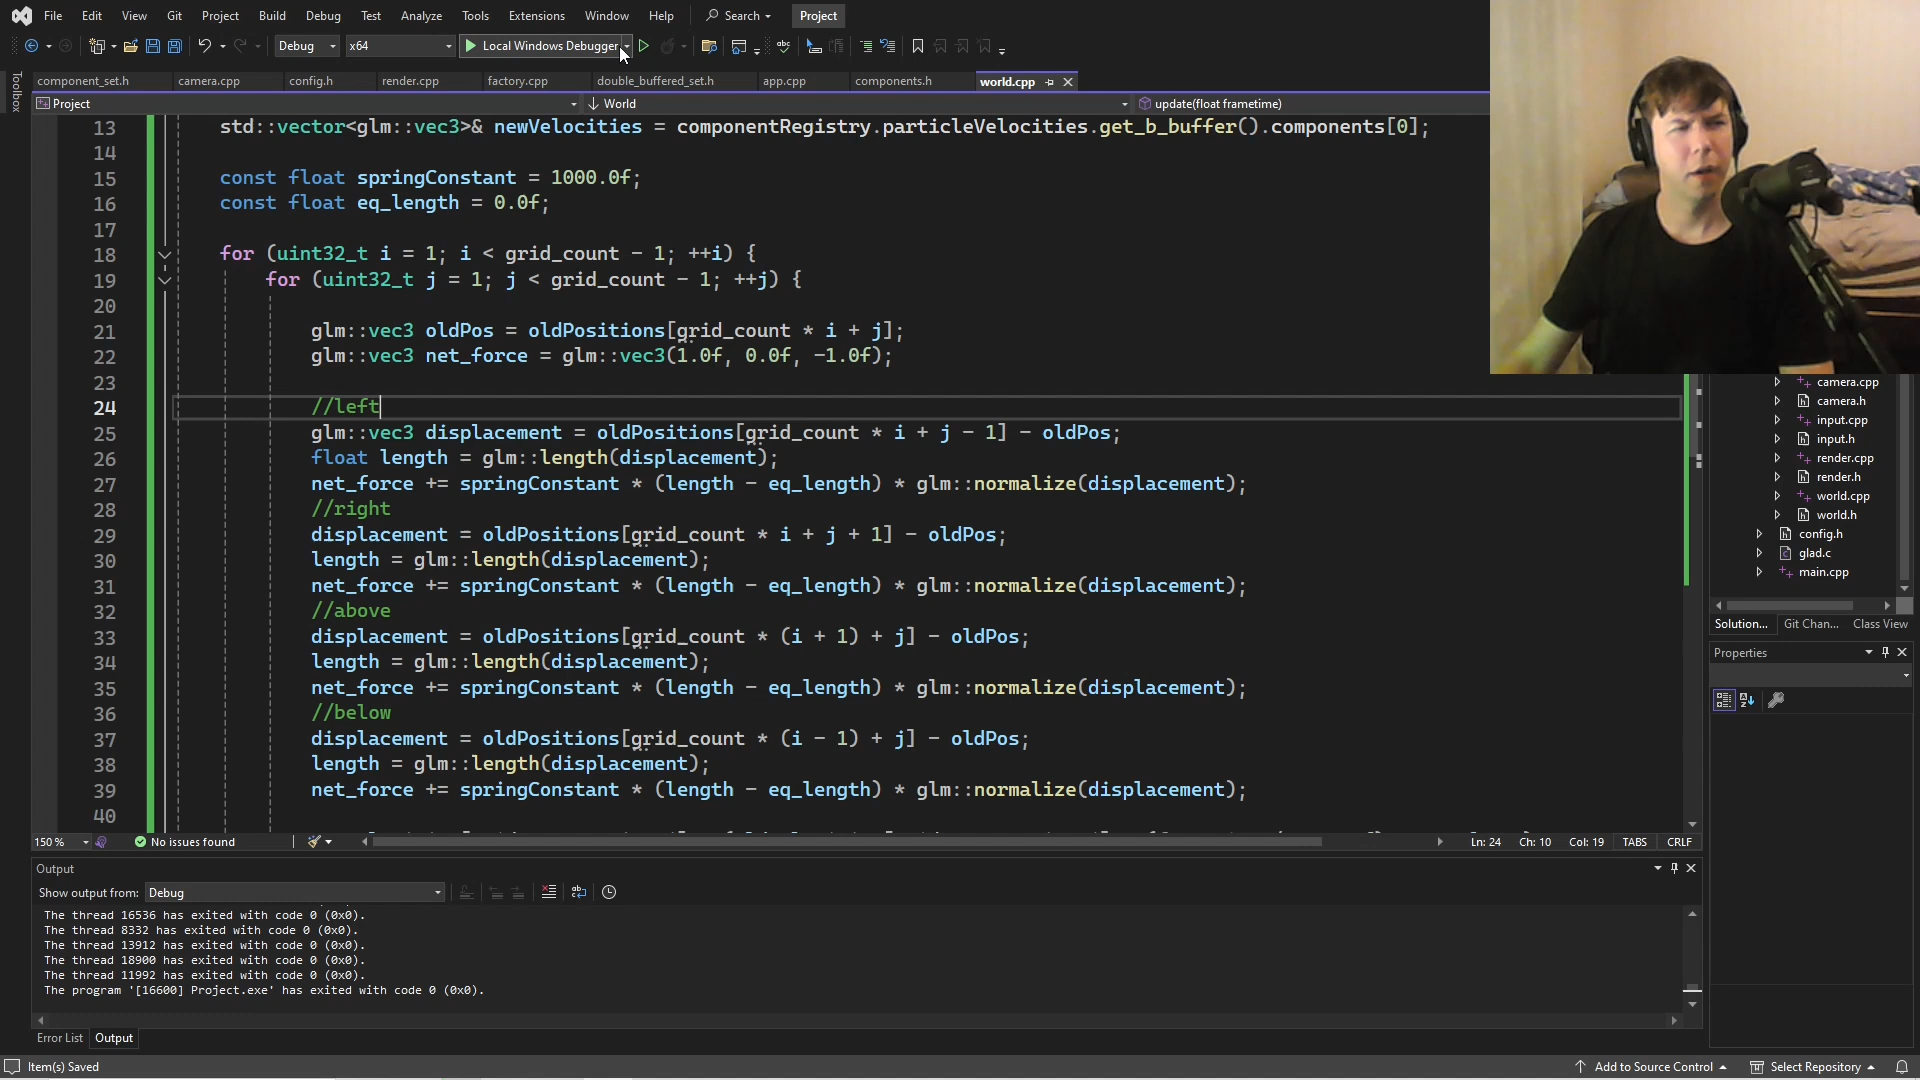 File Edit View Git Project Build Debug Test Analyze Tools Extensions Window Help Search Project
Debug x64 Local Windows Debugger
Toolbox
component_set.h camera.cpp config.h render.cpp factory.cpp double_buffered_set.h app.cpp components.h world.cpp
Project World update(float frametime)
13 std::vector<glm::vec3>& newVelocities = componentRegistry.particleVelocities.get_b_buffer().components[0];
14
15 const float springConstant = 1000.0f;
16 const float eq_length = 0.0f;
17
18 for (uint32_t i = 1; i < grid_count - 1; ++i) {
19 for (uint32_t j = 1; j < grid_count - 1; ++j) {
20
21 glm::vec3 oldPos = oldPositions[grid_count * i + j];
22 glm::vec3 net_force = glm::vec3(1.0f, 0.0f, -1.0f);
23
24 //left
25 glm::vec3 displacement = oldPositions[grid_count * i + j - 1] - oldPos;
26 float length = glm::length(displacement);
27 net_force += springConstant * (length - eq_length) * glm::normalize(displacement);
28 //right
29 displacement = oldPositions[grid_count * i + j + 1] - oldPos;
30 length = glm::length(displacement);
31 net_force += springConstant * (length - eq_length) * glm::normalize(displacement);
32 //above
33 displacement = oldPositions[grid_count * (i + 1) + j] - oldPos;
34 length = glm::length(displacement);
35 net_force += springConstant * (length - eq_length) * glm::normalize(displacement);
36 //below
37 displacement = oldPositions[grid_count * (i - 1) + j] - oldPos;
38 length = glm::length(displacement);
39 net_force += springConstant * (length - eq_length) * glm::normalize(displacement);
40
150 % No issues found Ln: 24 Ch: 10 Col: 19 TABS CRLF
camera.cpp
camera.h
input.cpp
input.h
render.cpp
render.h
world.cpp
world.h
config.h
glad.c
main.cpp
Solution... Git Chan... Class View
Properties
Output
Show output from: Debug
The thread 16536 has exited with code 0 (0x0).
The thread 8332 has exited with code 0 (0x0).
The thread 13912 has exited with code 0 (0x0).
The thread 18900 has exited with code 0 (0x0).
The thread 11992 has exited with code 0 (0x0).
The program '[16600] Project.exe' has exited with code 0 (0x0).
Error List Output
Item(s) Saved Add to Source Control Select Repository